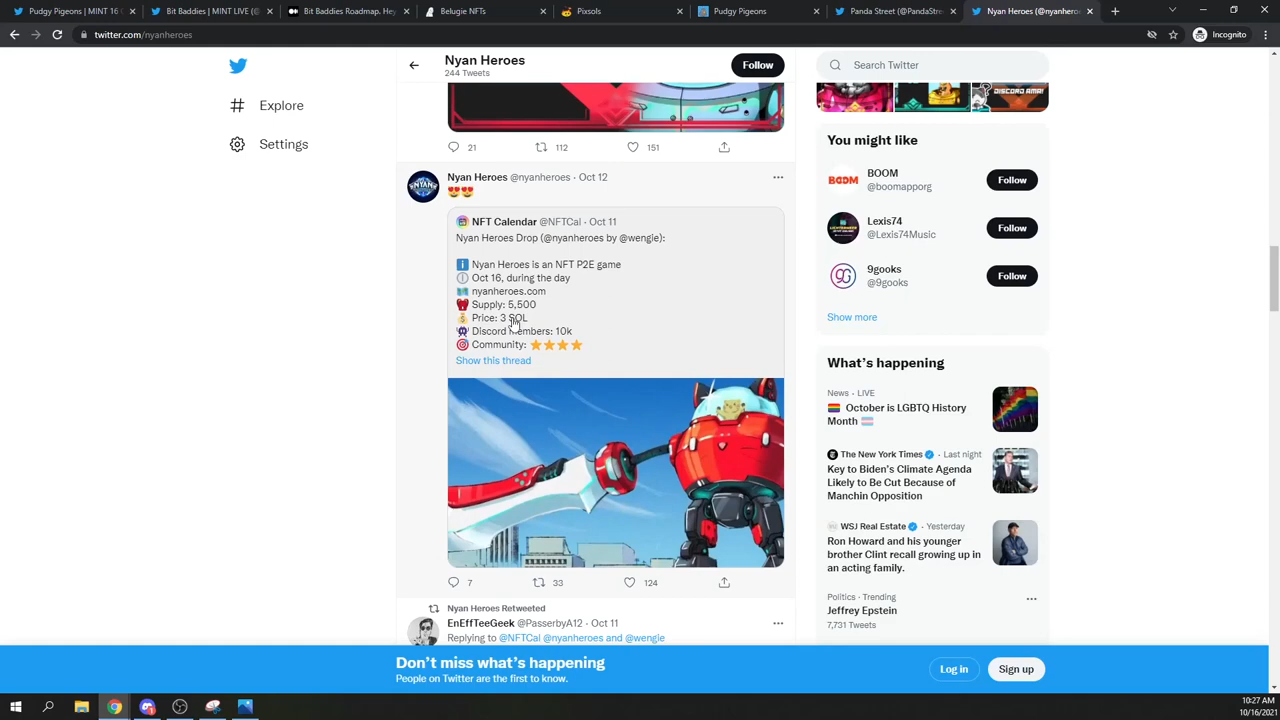 Pudgy Pigeons | MINT 16
Bit Baddies | MINT LIVE (
Bit Baddies Roadmap. Hey
Belugie NFTs
Pixsols
Pudgy Pigeons
Panda Street (@PandaStre
Nyan Heroes (@nyanheroe
twitter.com/nyanheroes
Incognito
Nyan Heroes
244 Tweets
Follow
Search Twitter
Explore
Settings
DISCORD AMA!
21
112
151
Nyan Heroes @nyanheroes · Oct 12
NFT Calendar @NFTCal · Oct 11
Nyan Heroes Drop (@nyanheroes by @wengie):
Nyan Heroes is an NFT P2E game
Oct 16, during the day
nyanheroes.com
Supply: 5,500
Price: 3 SOL
Discord members: 10k
Community:
Show this thread
7
33
124
Nyan Heroes Retweeted
EnEffTeeGeek @PasserbyA12 · Oct 11
Replying to @NFTCal @nyanheroes and @wengie
You might like
BOOM
@boomapporg
Follow
Lexis74
@Lexis74Music
Follow
9gooks
@9gooks
Follow
Show more
What's happening
News · LIVE
October is LGBTQ History
Month
The New York Times · Last night
Key to Biden's Climate Agenda
Likely to Be Cut Because of
Manchin Opposition
WSJ Real Estate · Yesterday
Ron Howard and his younger
brother Clint recall growing up in
an acting family.
Politics · Trending
Jeffrey Epstein
7,731 Tweets
Don't miss what's happening
People on Twitter are the first to know.
Log in
Sign up
10:27 AM
10/16/2021